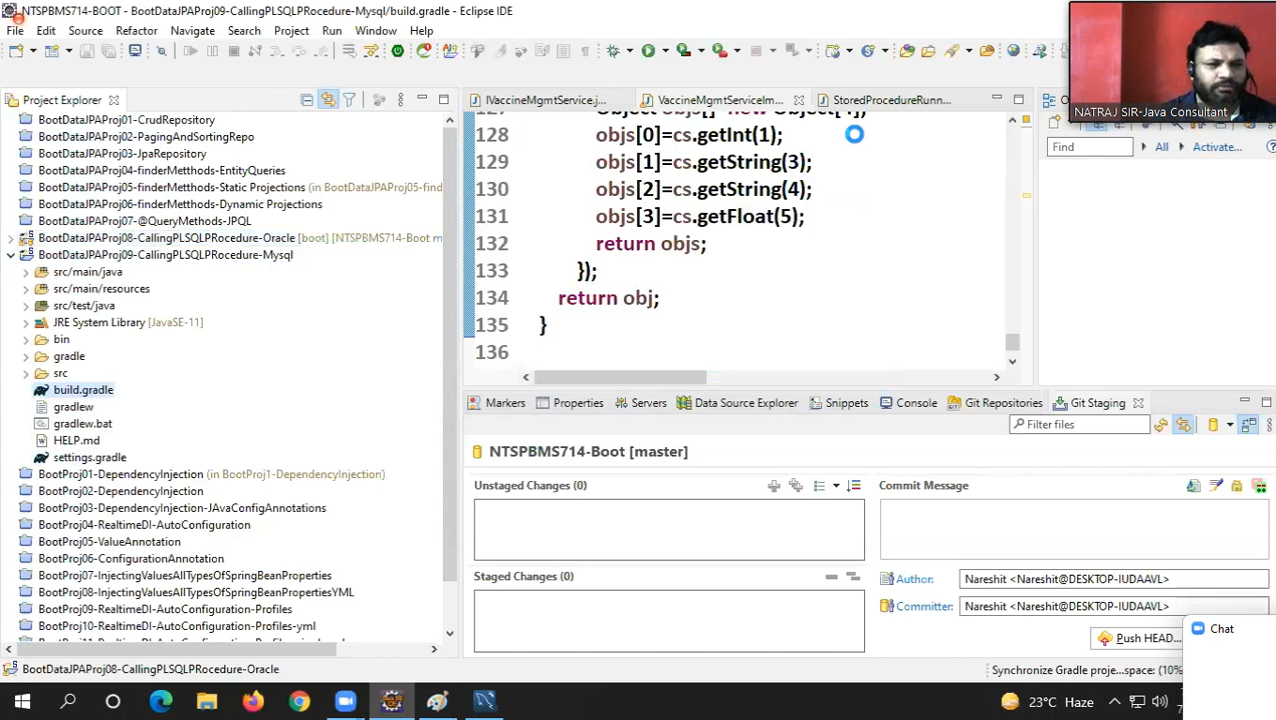 NTSPBMS714-BOOT - BootDataJPAProj09-CallingPLSQLPRocedure-Mysql/build.gradle - Eclipse IDE
File Edit Source Refactor Navigate Search Project Run Window Help
NATRAJ SIR-Java Consultant
Project Explorer
BootDataJPAProj01-CrudRepository
BootDataJPAProj02-PagingAndSortingRepo
BootDataJPAProj03-JpaRepository
BootDataJPAProj04-finderMethhods-EntityQueries
BootDataJPAProj05-finderMetthods-Static Projections (in BootProj05-find
BootDataJPAProj06-finderMetthods-Dynamic Projections
BootDataJPAProj07-@QueryMethods-JPQL
BootDataJPAProj08-CallingPLSQLPRocedure-Oracle [boot] [NTSPBMS714-Boot m
BootDataJPAProj09-CallingPLSQLPRocedure-Mysql
src/main/java
src/main/resources
src/test/java
JRE System Library [JavaSE-11]
bin
gradle
src
build.gradle
gradlew
gradlew.bat
HELP.md
settings.gradle
BootProj01-DependencyInjection (in BootProj1-DependencyInjection)
BootProj02-DependencyInjection
BootProj03-DependencyInjection-JAvaConfigAnnotations
BootProj04-RealtimeDI-AutoConfiguration
BootProj05-ValueAnnotation
BootProj06-ConfigurationAnnotation
BootProj07-InjectingValuesAllTypesOfSpringBeanProperties
BootProj08-InjectingValuesAllTypesOfSpringBeanPropertiesYML
BootProj09-RealtimeDI-AutoConfiguration-Profiles
BootProj10-RealtimeDI-AutoConfiguration-Profiles-yml
BootDataJPAProj08-CallingPLSQLPRocedure-Oracle
IVaccineMgmtService.j... VaccineMgmtServiceIm... StoredProcedureRunn...
128 objs[0]=cs.getInt(1);
129 objs[1]=cs.getString(3);
130 objs[2]=cs.getString(4);
131 objs[3]=cs.getFloat(5);
132 return objs;
133 });
134 return obj;
135 }
136
Find All Activate...
Markers Properties Servers Data Source Explorer Snippets Console Git Repositories Git Staging
Filter files
NTSPBMS714-Boot [master]
Unstaged Changes (0)
Staged Changes (0)
Commit Message
Author: Nareshit <Nareshit@DESKTOP-IUDAAVL>
Committer: Nareshit <Nareshit@DESKTOP-IUDAAVL>
Push HEAD...
Chat
Synchronize Gradle proje...space: (10%
23°C Haze